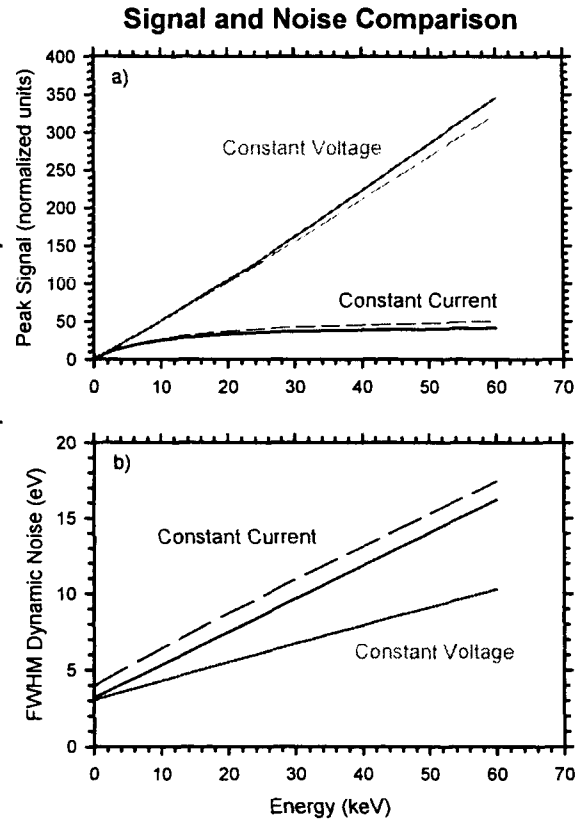 Signal and Noise Comparison
Peak Signal (normalized units)
400
350
300
250
200
150
100
50
0
a)
Constant Voltage
Constant Current
0 10 20 30 40 50 60 70
FWHM Dynamic Noise (eV)
20
15
10
5
0
b)
Constant Current
Constant Voltage
0 10 20 30 40 50 60 70
Energy (keV)